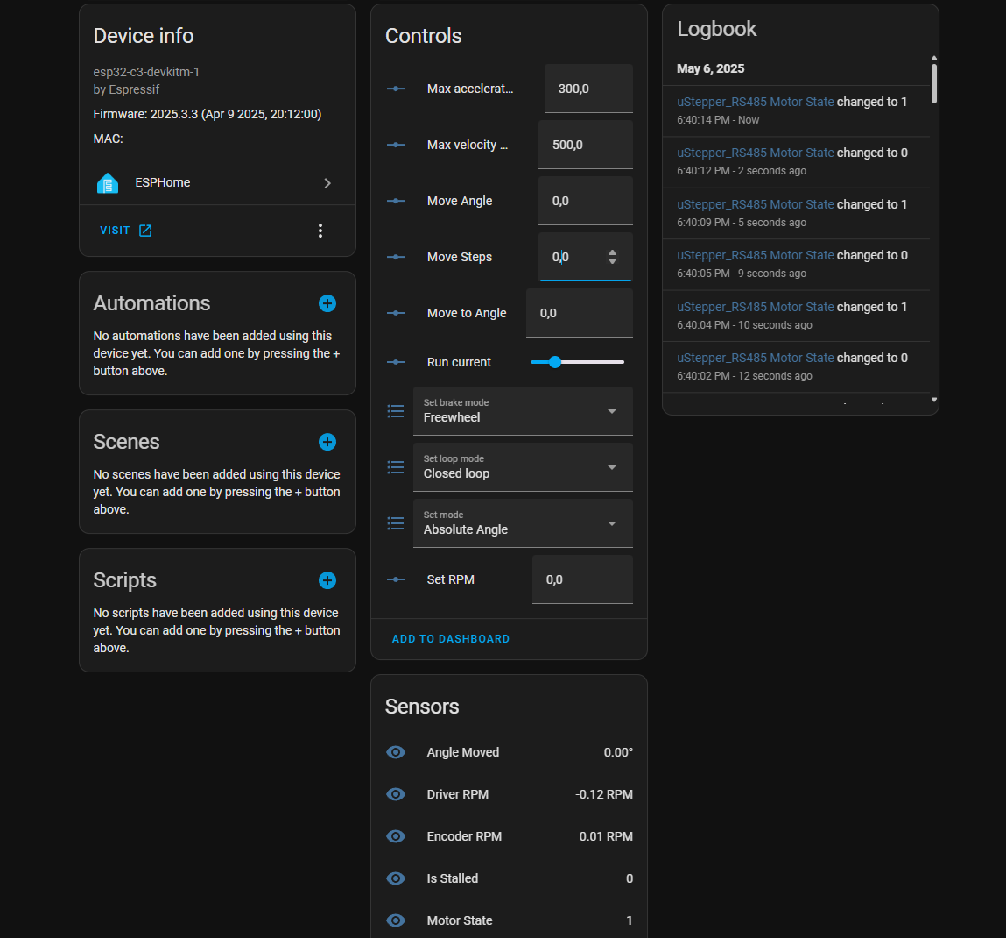 Device info
esp32-c3-devkitm-1
by Espressif
Firmware: 2025.3.3 (Apr 9 2025, 20:12:00)
MAC:
ESPHome
VISIT
Automations
No automations have been added using this
device yet. You can add one by pressing the +
button above.
Scenes
No scenes have been added using this device
yet. You can add one by pressing the + button
above.
Scripts
No scripts have been added using this device
yet. You can add one by pressing the + button
above.
Controls
Max accelerat... 300,0
Max velocity ... 500,0
Move Angle 0,0
Move Steps 0,0
Move to Angle 0,0
Run current
Set brake mode
Freewheel
Set loop mode
Closed loop
Set mode
Absolute Angle
Set RPM 0,0
ADD TO DASHBOARD
Sensors
Angle Moved 0.00°
Driver RPM -0.12 RPM
Encoder RPM 0.01 RPM
Is Stalled 0
Motor State 1
Logbook
May 6, 2025
uStepper_RS485 Motor State changed to 1
6:40:14 PM - Now
uStepper_RS485 Motor State changed to 0
6:40:12 PM - 2 seconds ago
uStepper_RS485 Motor State changed to 1
6:40:09 PM - 5 seconds ago
uStepper_RS485 Motor State changed to 0
6:40:05 PM - 9 seconds ago
uStepper_RS485 Motor State changed to 1
6:40:04 PM - 10 seconds ago
uStepper_RS485 Motor State changed to 0
6:40:02 PM - 12 seconds ago